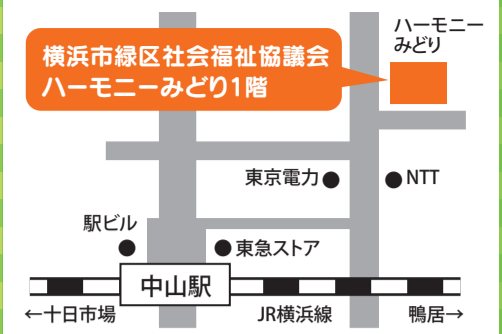 ハーモニー
みどり
横浜市緑区社会福祉協議会
ハーモニーみどり1階
東京電力
NTT
駅ビル
東急ストア
中山駅
←十日市場
JR横浜線
鴨居→